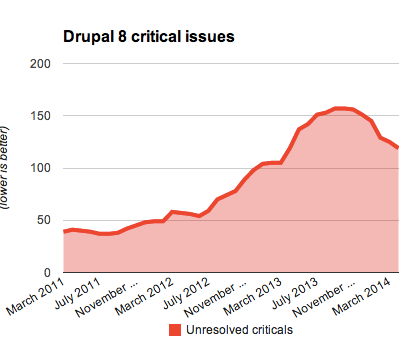 Drupal 8 critical issues
(lower is better)
200
150
100
50
0
March 2011
July 2011
November ...
March 2012
July 2012
November ...
March 2013
July 2013
November ...
March 2014
Unresolved criticals